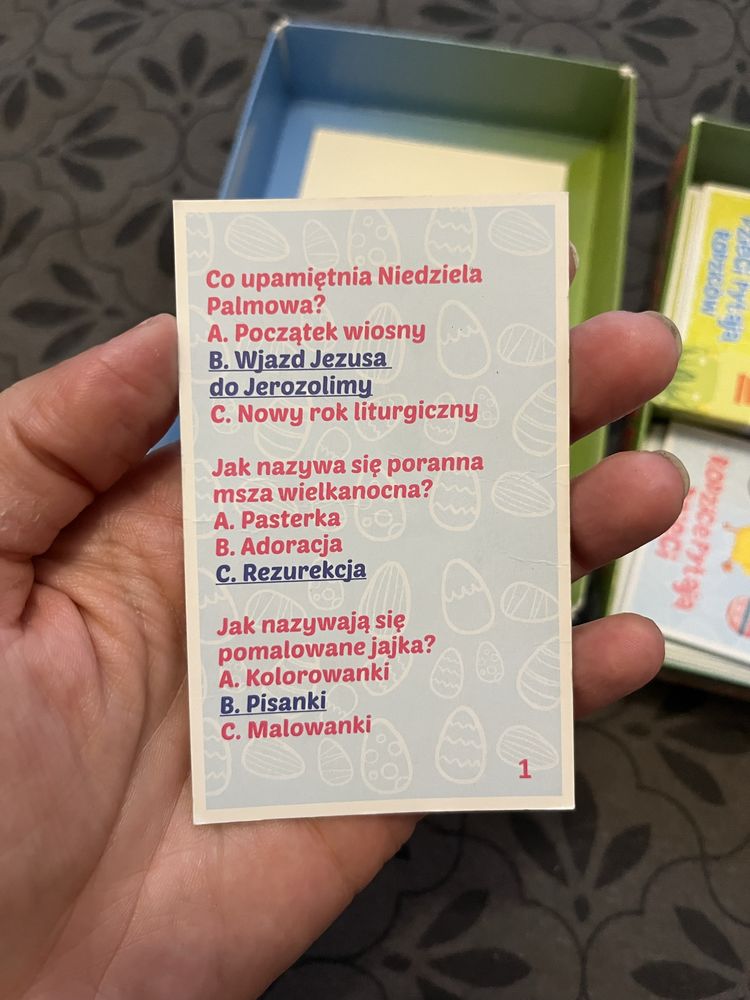 Co upamiętnia Niedziela
Palmowa?
A. Początek wiosny
B. Wjazd Jezusa
do Jerozolimy
C. Nowy rok liturgiczny
Jak nazywa się poranna
msza wielkanocna?
A. Pasterka
B. Adoracja
C. Rezurekcja
Jak nazywają się
pomalowane jajka?
A. Kolorowanki
B. Pisanki
C. Malowanki
1